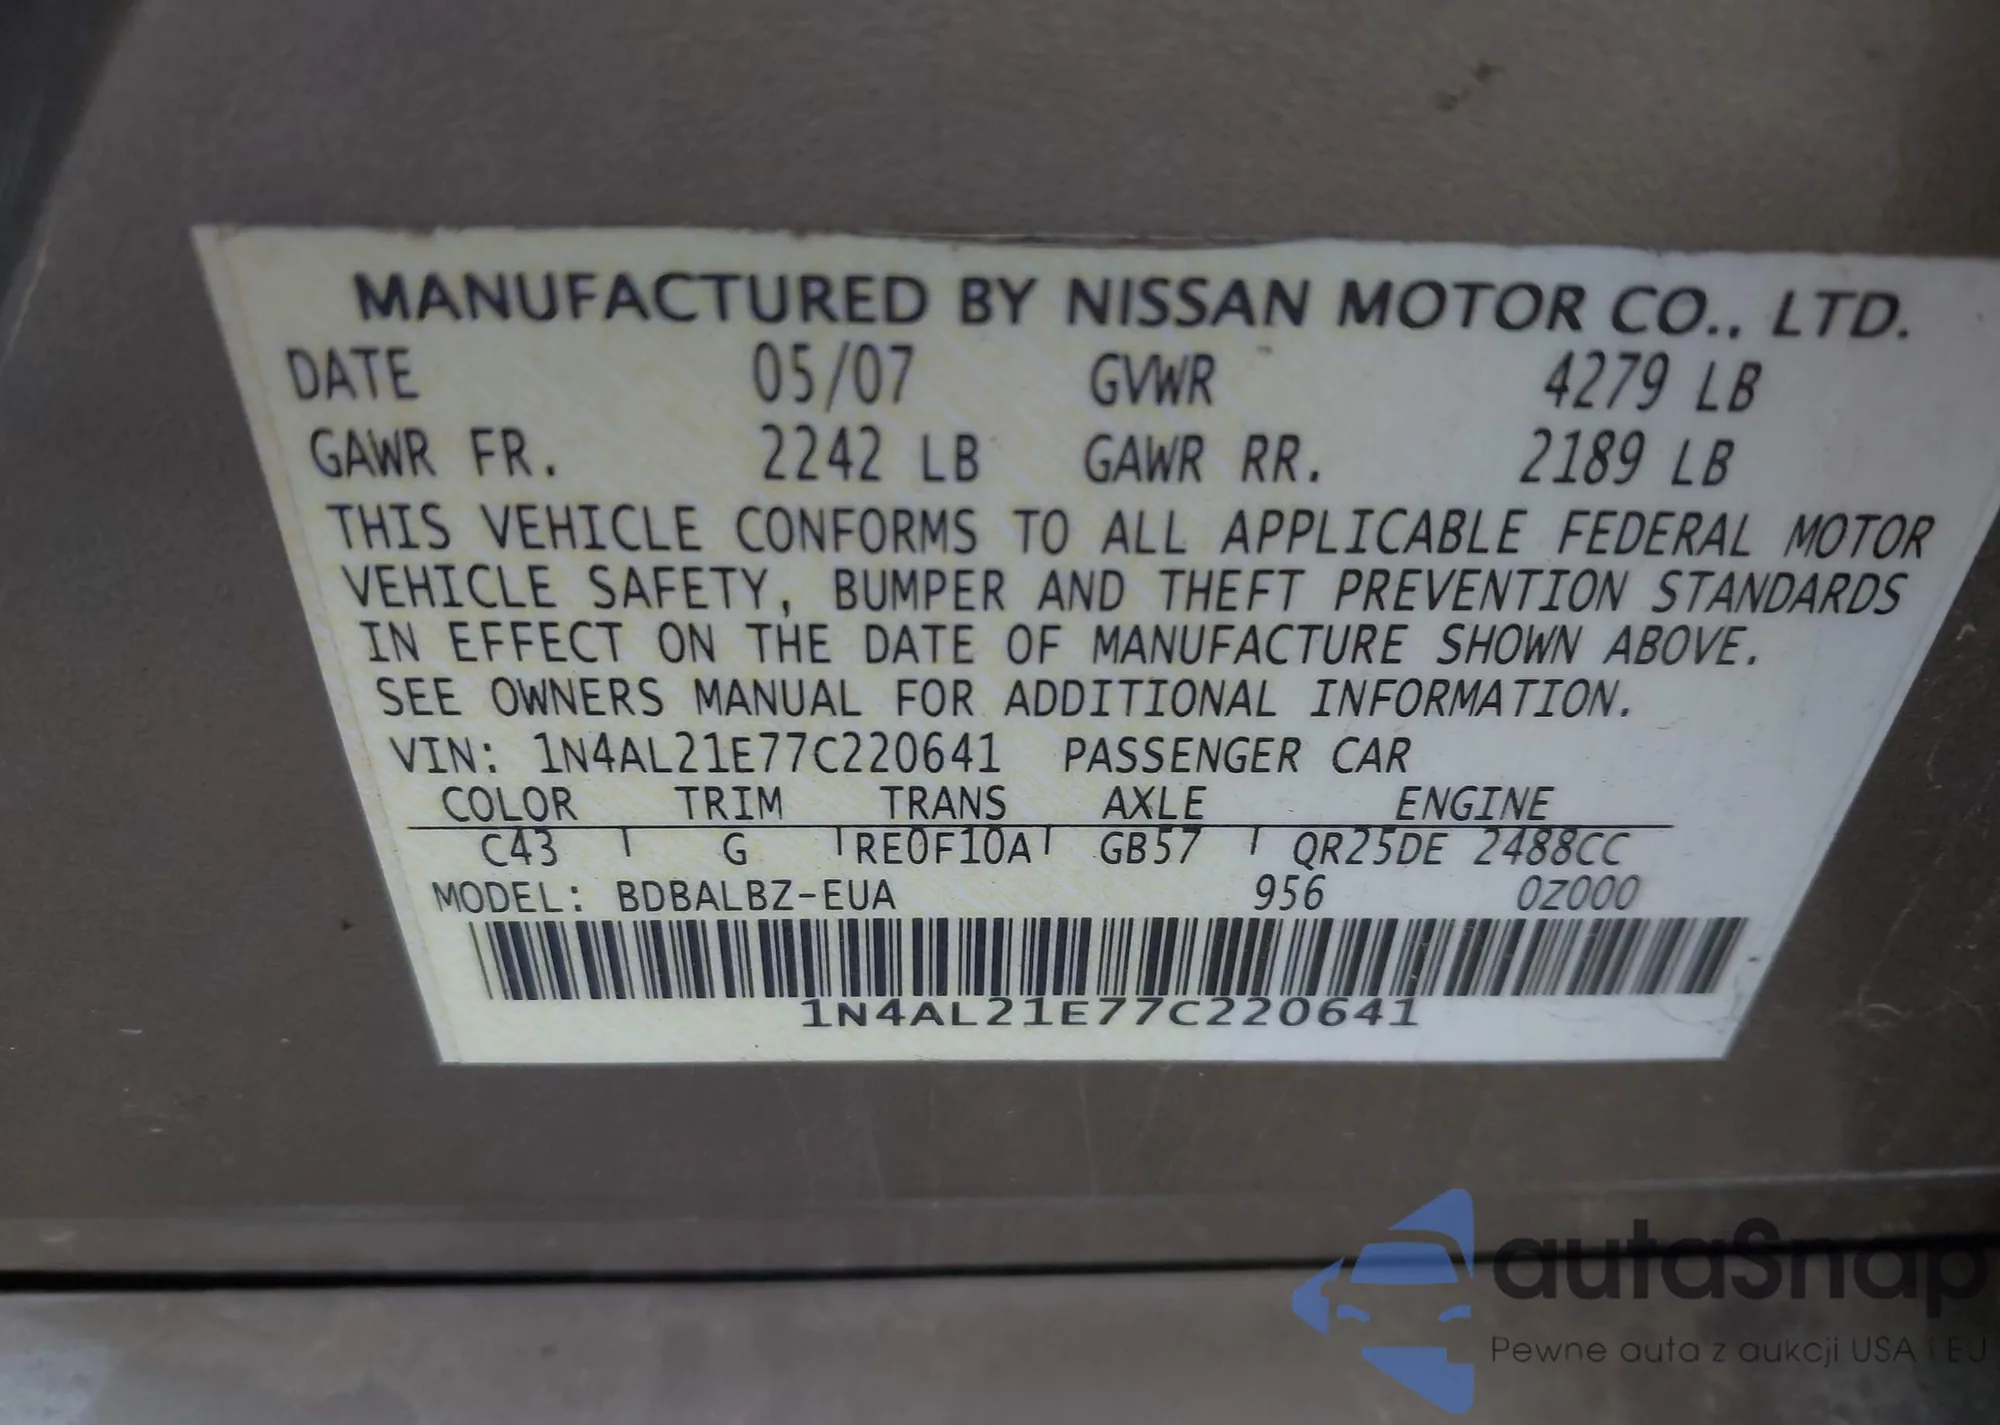 MANUFACTURED BY NISSAN MOTOR CO., LTD.
DATE 05/07 GVWR 4279 LB
GAWR FR. 2242 LB GAWR RR. 2189 LB
THIS VEHICLE CONFORMS TO ALL APPLICABLE FEDERAL MOTOR
VEHICLE SAFETY, BUMPER AND THEFT PREVENTION STANDARDS
IN EFFECT ON THE DATE OF MANUFACTURE SHOWN ABOVE.
SEE OWNERS MANUAL FOR ADDITIONAL INFORMATION.
VIN: 1N4AL21E77C220641 PASSENGER CAR
COLOR TRIM TRANS AXLE ENGINE
C43 G RE0F10A GB57 QR25DE 2488CC
MODEL: BDBALBZ-EUA 956 0Z000
1N4AL21E77C220641
autaSnap
Pewne auta z aukcji USA i EU